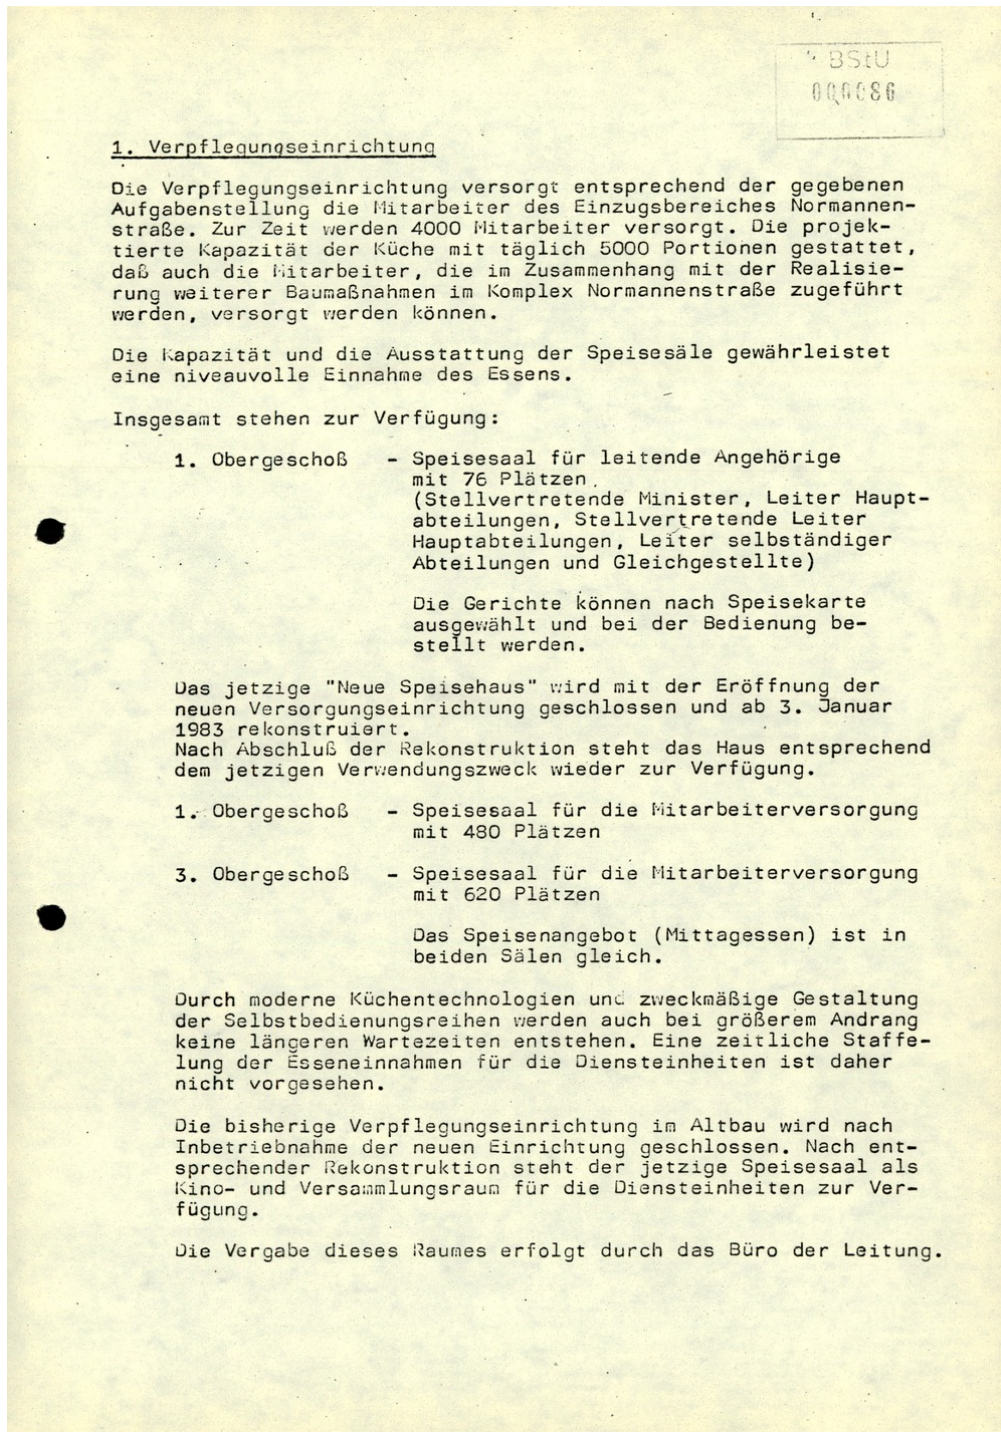 BStU
000086
1. Verpflegungseinrichtung
Die Verpflegungseinrichtung versorgt entsprechend der gegebenen
Aufgabenstellung die Mitarbeiter des Einzugsbereiches Normannen-
straße. Zur Zeit werden 4000 Mitarbeiter versorgt. Die projek-
tierte Kapazität der Küche mit täglich 5000 Portionen gestattet,
daß auch die Mitarbeiter, die im Zusammenhang mit der Realisie-
rung weiterer Baumaßnahmen im Komplex Normannenstraße zugeführt
werden, versorgt werden können.
Die Kapazität und die Ausstattung der Speisesäle gewährleistet
eine niveauvolle Einnahme des Essens.
Insgesamt stehen zur Verfügung:
1. Obergeschoß - Speisesaal für leitende Angehörige
mit 76 Plätzen.
(Stellvertretende Minister, Leiter Haupt-
abteilungen, Stellvertretende Leiter
Hauptabteilungen, Leiter selbständiger
Abteilungen und Gleichgestellte)
Die Gerichte können nach Speisekarte
ausgewählt und bei der Bedienung be-
stellt werden.
Das jetzige "Neue Speisehaus" wird mit der Eröffnung der
neuen Versorgungseinrichtung geschlossen und ab 3. Januar
1983 rekonstruiert.
Nach Abschluß der Rekonstruktion steht das Haus entsprechend
dem jetzigen Verwendungszweck wieder zur Verfügung.
1. Obergeschoß - Speisesaal für die Mitarbeiterversorgung
mit 480 Plätzen
3. Obergeschoß - Speisesaal für die Mitarbeiterversorgung
mit 620 Plätzen
Das Speisenangebot (Mittagessen) ist in
beiden Sälen gleich.
Durch moderne Küchentechnologien und zweckmäßige Gestaltung
der Selbstbedienungsreihen werden auch bei größerem Andrang
keine längeren Wartezeiten entstehen. Eine zeitliche Staffe-
lung der Esseneinnahmen für die Diensteinheiten ist daher
nicht vorgesehen.
Die bisherige Verpflegungseinrichtung im Altbau wird nach
Inbetriebnahme der neuen Einrichtung geschlossen. Nach ent-
sprechender Rekonstruktion steht der jetzige Speisesaal als
Kino- und Versammlungsraum für die Diensteinheiten zur Ver-
fügung.
Die Vergabe dieses Raumes erfolgt durch das Büro der Leitung.